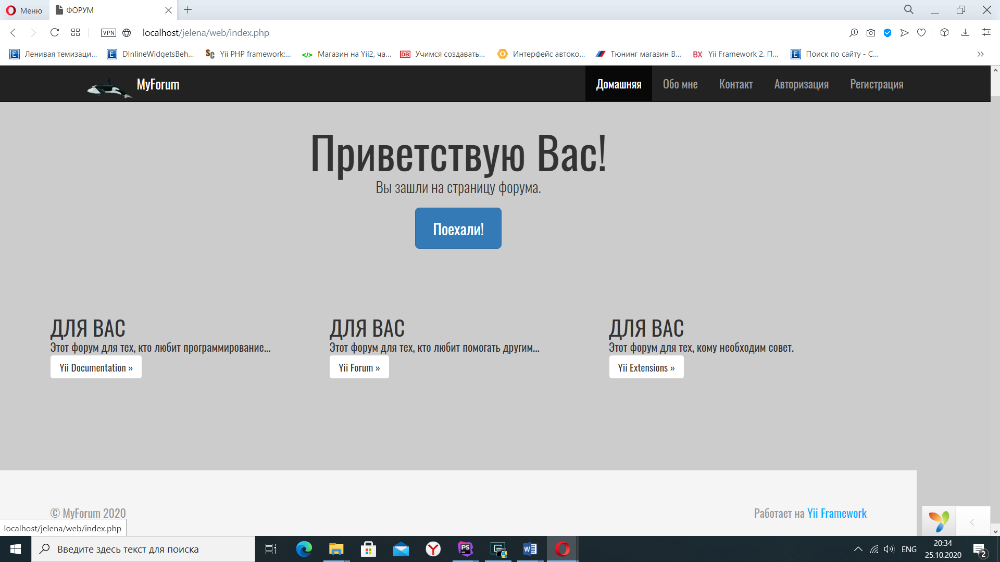 Меню
ФОРУМ
VPN
localhost/jelena/web/index.php
Ленивая темизаци...
DInlineWidgetsBeh...
Yii PHP framework:...
Магазин на Yii2, ча...
DB Учимся создавать...
Интерфейс автоко...
Тюнинг магазин B...
BX Yii Framework 2. П...
E Поиск по сайту - C...
MyForum
Домашняя
Обо мне
Контакт
Авторизация
Регистрация
Приветствую Вас!
Вы зашли на страницу форума.
Поехали!
ДЛЯ ВАС
Этот форум для тех, кто любит программирование...
Yii Documentation »
ДЛЯ ВАС
Этот форум для тех, кто любит помогать другим...
Yii Forum »
ДЛЯ ВАС
Этот форум для тех, кому необходим совет.
Yii Extensions »
© MyForum 2020
Работает на Yii Framework
localhost/jelena/web/index.php
Введите здесь текст для поиска
PS
ENG
20:34
25.10.2020
2